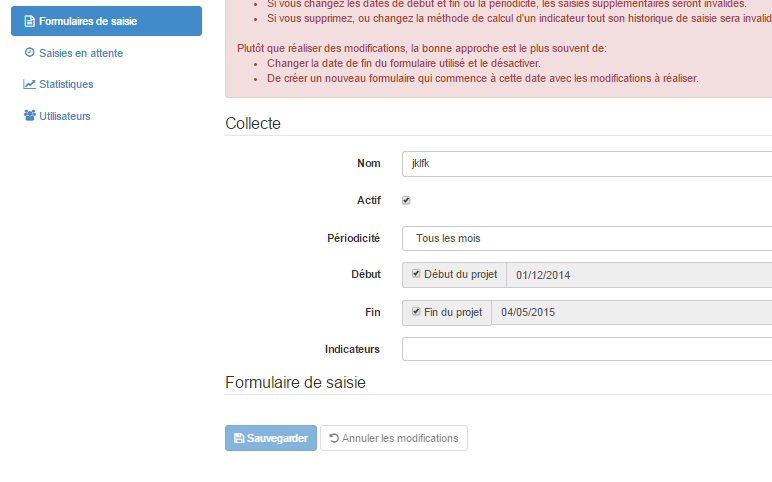 Formulaires de saisie
Saisies en attente
Statistiques
Utilisateurs
Si vous changez les dates de début et fin ou la périodicité, les saisies supplémentaires seront invalides.
Si vous supprimez, ou changez la méthode de calcul d'un indicateur tout son historique de saisie sera invalid
Plutôt que réaliser des modifications, la bonne approche est le plus souvent de:
Changer la date de fin du formulaire utilisé et le désactiver.
De créer un nouveau formulaire qui commence à cette date avec les modifications à réaliser.
Collecte
Nom jklfk
Actif
Périodicité Tous les mois
Début Début du projet 01/12/2014
Fin Fin du projet 04/05/2015
Indicateurs
Formulaire de saisie
Sauvegarder Annuler les modifications